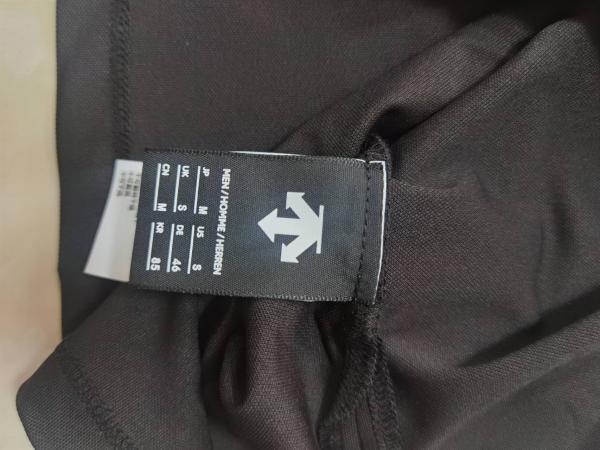 MEN/HOMME/HERREN
JP M US S
UK S DE 46
CN M KR 85